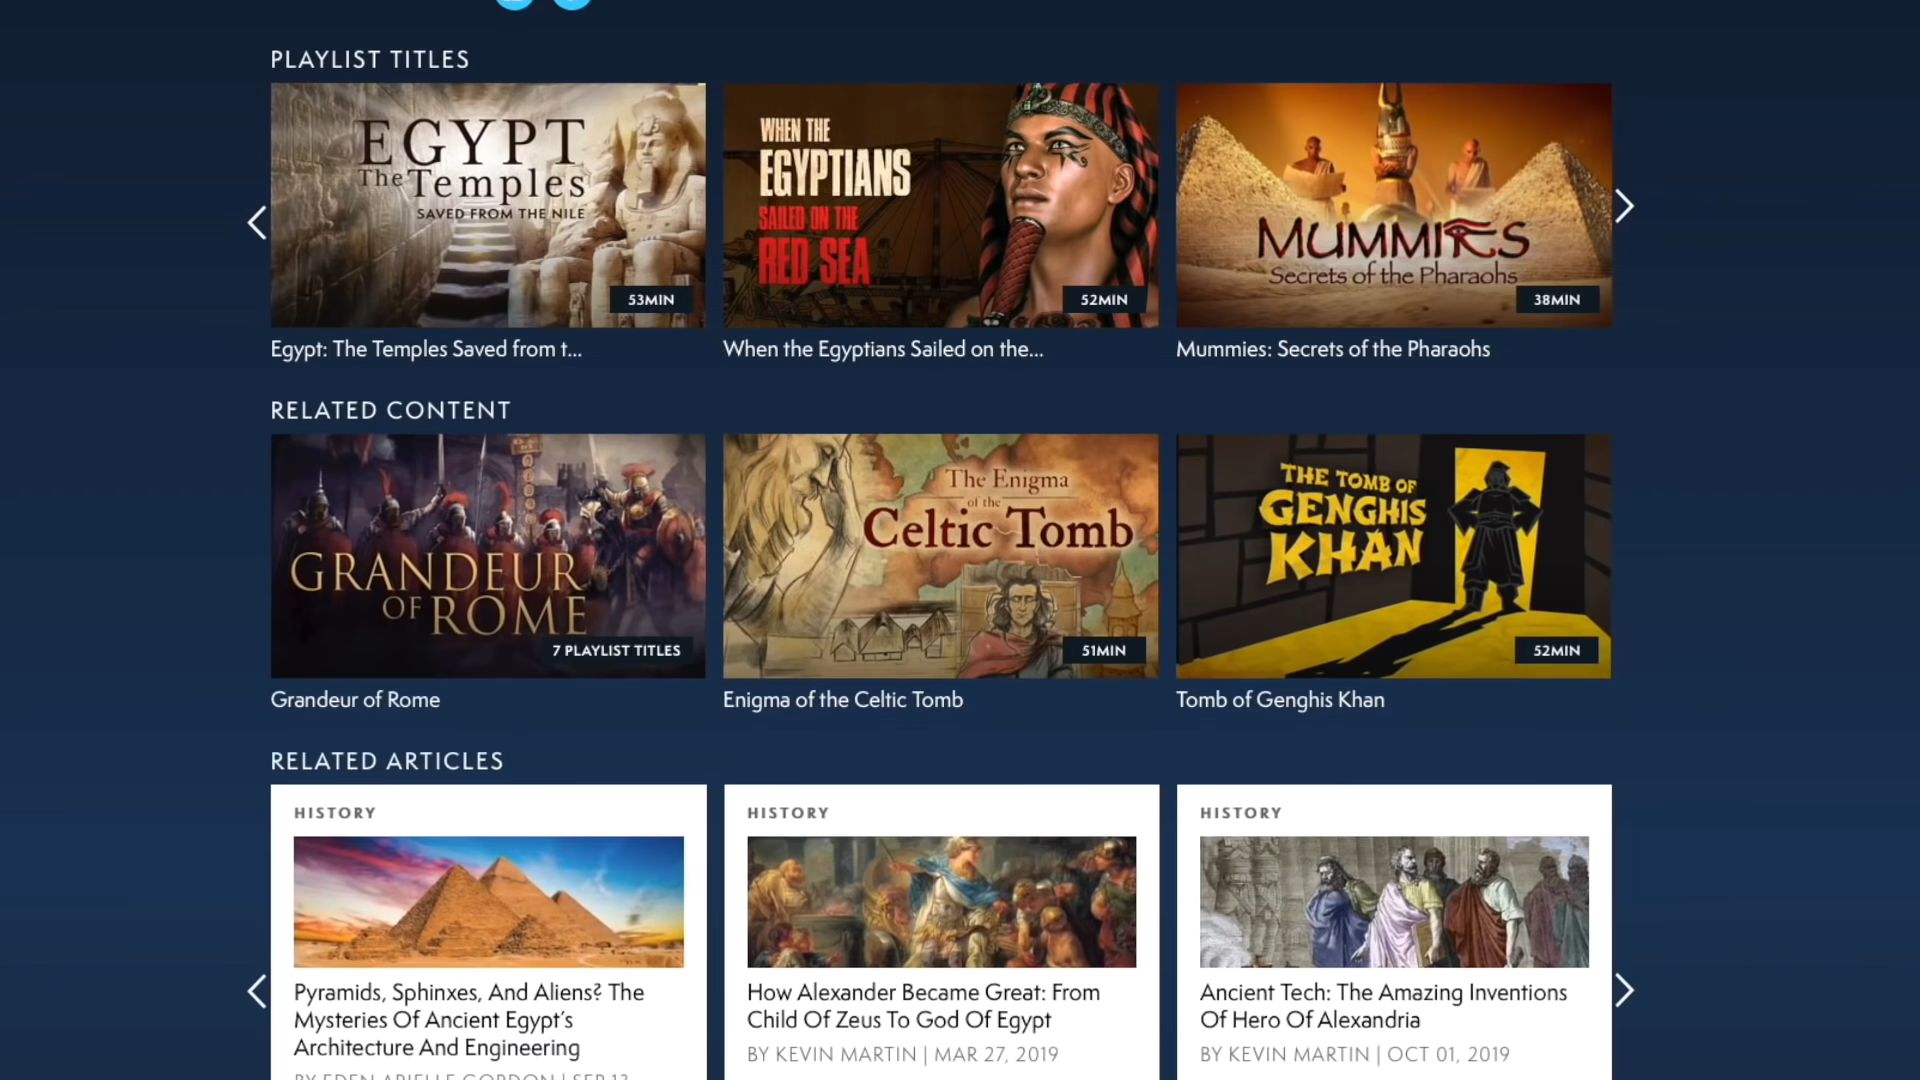 PLAYLIST TITLES
EGYPT
The Temples
SAVED FROM THE NILE
53MIN
WHEN THE
EGYPTIANS
SAILED ON THE
RED SEA
52MIN
MUMMIES
Secrets of the Pharaohs
38MIN
Egypt: The Temples Saved from t...
When the Egyptians Sailed on the...
Mummies: Secrets of the Pharaohs
RELATED CONTENT
GRANDEUR
OF ROME
7 PLAYLIST TITLES
The Enigma
of the
Celtic Tomb
51MIN
THE TOMB OF
GENGHIS
KHAN
52MIN
Grandeur of Rome
Enigma of the Celtic Tomb
Tomb of Genghis Khan
RELATED ARTICLES
HISTORY
Pyramids, Sphinxes, And Aliens? The
Mysteries Of Ancient Egypt's
Architecture And Engineering
BY EDEN ARIELLE GORDON | SEP 13
HISTORY
How Alexander Became Great: From
Child Of Zeus To God Of Egypt
BY KEVIN MARTIN | MAR 27, 2019
HISTORY
Ancient Tech: The Amazing Inventions
Of Hero Of Alexandria
BY KEVIN MARTIN | OCT 01, 2019